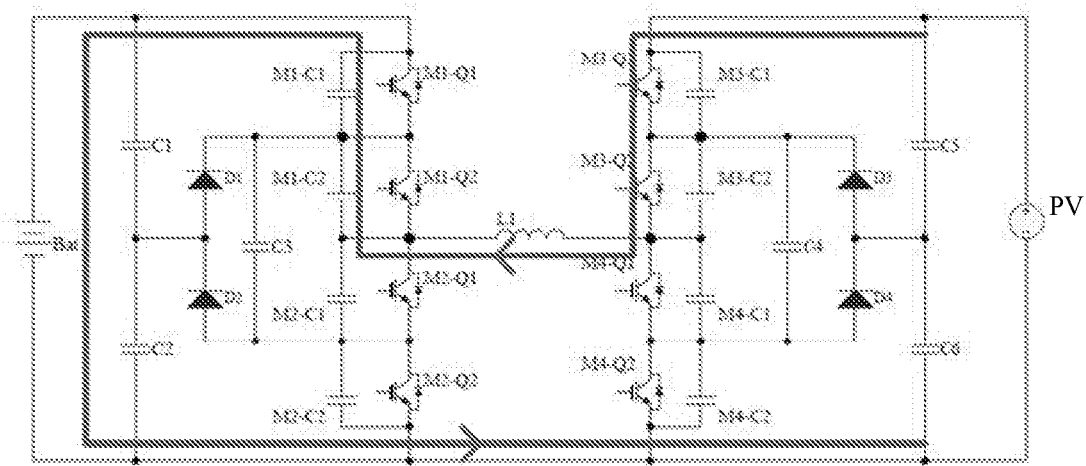 M1-C1
M1-Q1
M3-Q1
M3-C1
C1
D1
M1-C2
M1-Q2
M3-Q2
M3-C2
D3
C5
PV
Bat
C3
L1
C4
M2-Q1
M4-Q1
D2
M2-C1
M4-C1
D4
C2
M2-Q2
M4-Q2
C6
M2-C2
M4-C2